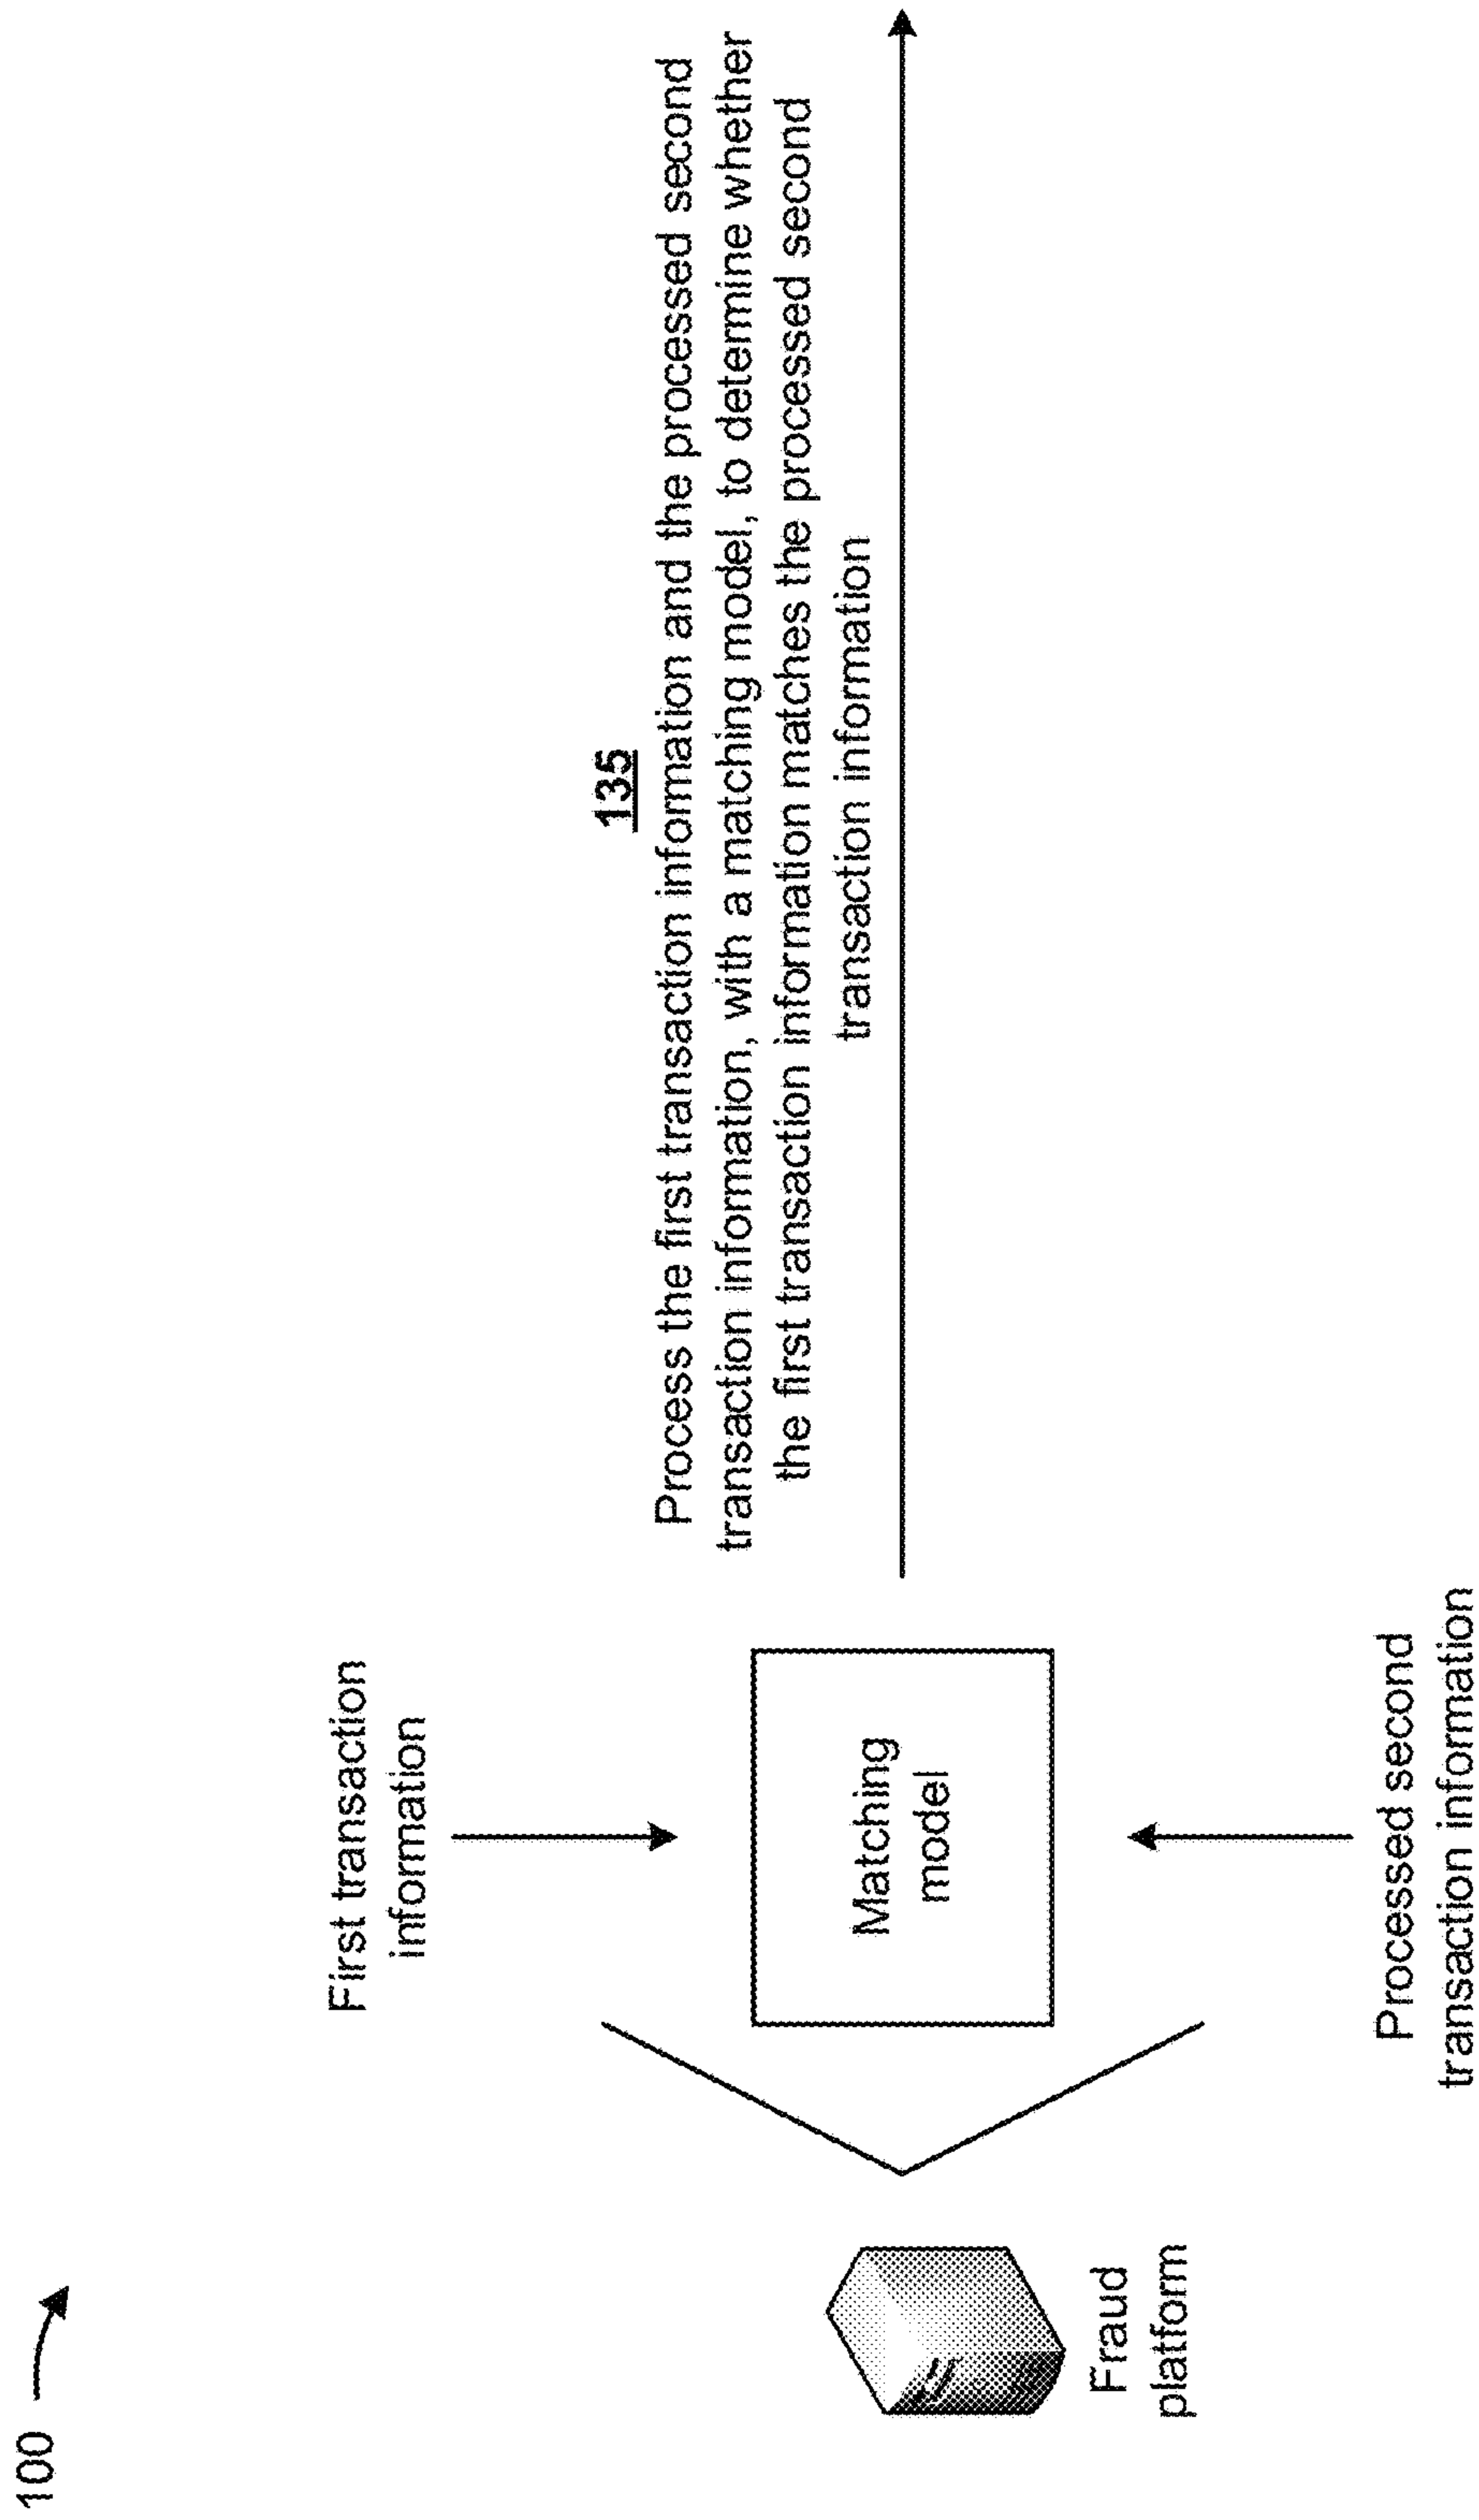 100
First transaction
information
Fraud
platform
Matching
model
Processed second
transaction information
135
Process the first transaction information and the processed second
transaction information, with a matching model, to determine whether
the first transaction information matches the processed second
transaction information